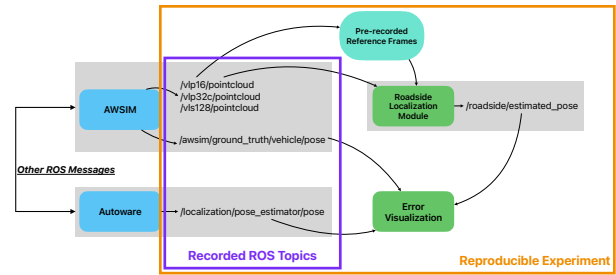 Pre-recorded
Reference Frames
/vlp16/pointcloud
/vlp32c/pointcloud
/vls128/pointcloud
AWSIM
Roadside
Localization
Module
/roadside/estimated_pose
/awsim/ground_truth/vehicle/pose
Other ROS Messages
Autoware
/localization/pose_estimator/pose
Error
Visualization
Recorded ROS Topics
Reproducible Experiment